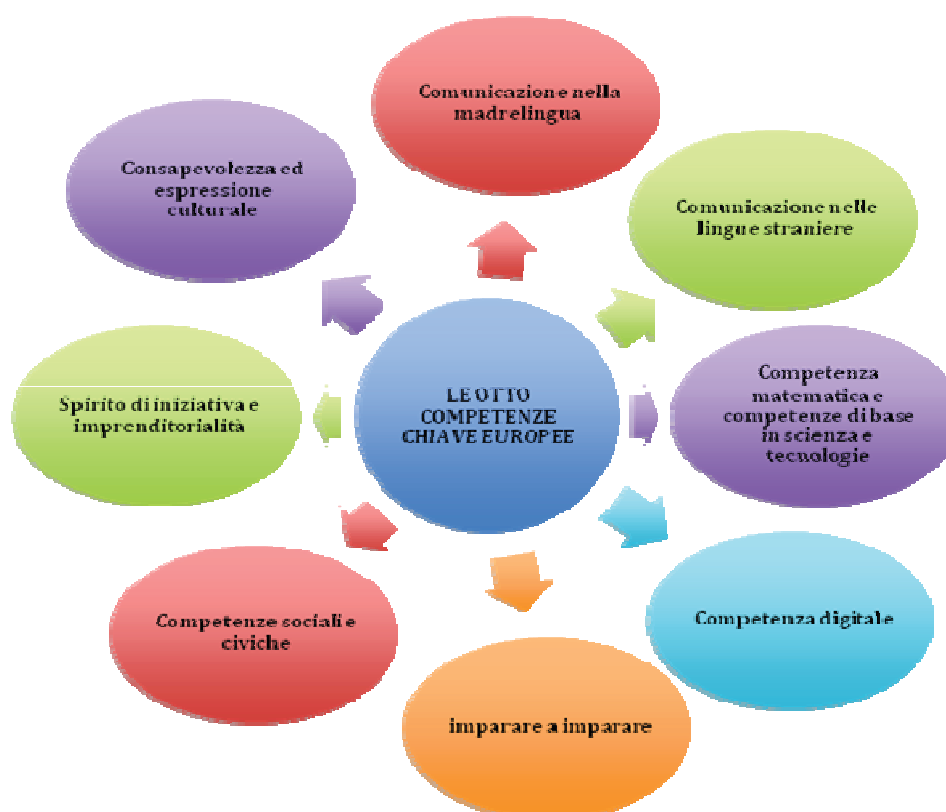 Comunicazione nella
madrelingua
Comunicazione nelle
lingue straniere
Competenza
matematica e
competenze di base
in scienza e
tecnologie
Competenza digitale
imparare a imparare
Competenze sociali e
civiche
Spirito di iniziativa e
imprenditorialità
Consapevolezza ed
espressione
culturale
LE OTTO
COMPETENZE
CHIAVE EUROPEE